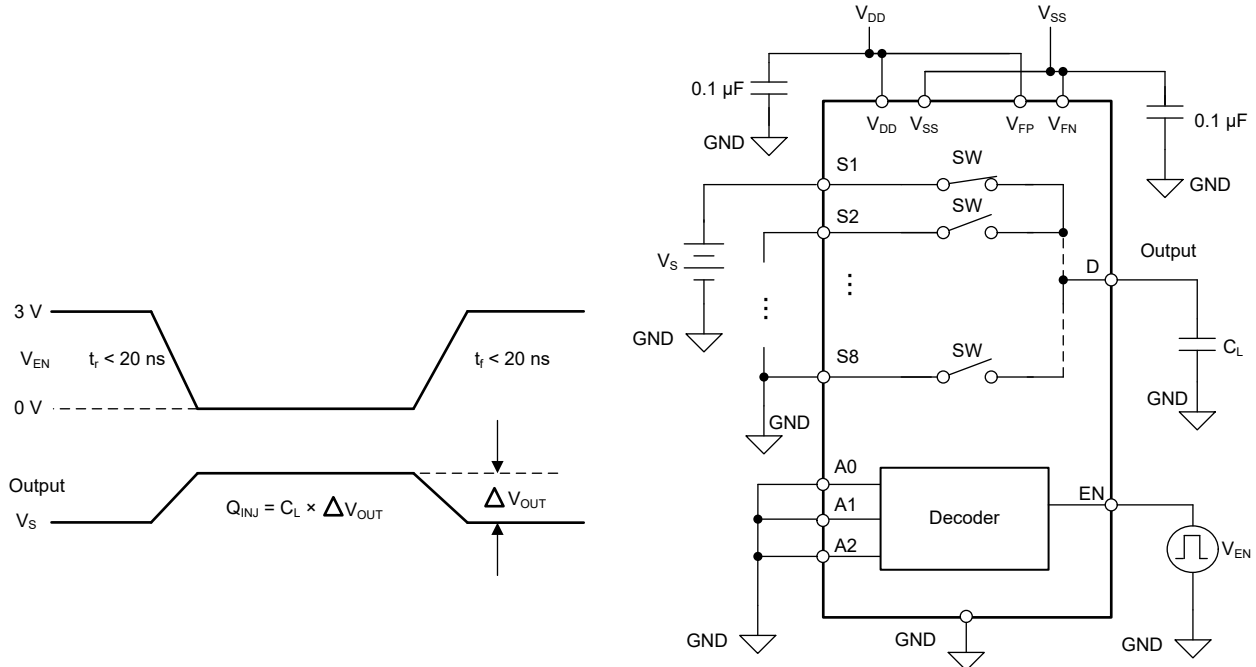 3 V
V_EN
t_r < 20 ns
t_f < 20 ns
0 V
Output
V_S
Q_INJ = C_L × Δ V_OUT
Δ V_OUT
V_DD
V_SS
0.1 µF
GND
0.1 µF
GND
V_DD
V_SS
V_FP
V_FN
S1
SW
S2
SW
V_S
...
...
GND
S8
SW
GND
D
Output
C_L
GND
A0
A1
A2
Decoder
EN
V_EN
GND
GND
GND